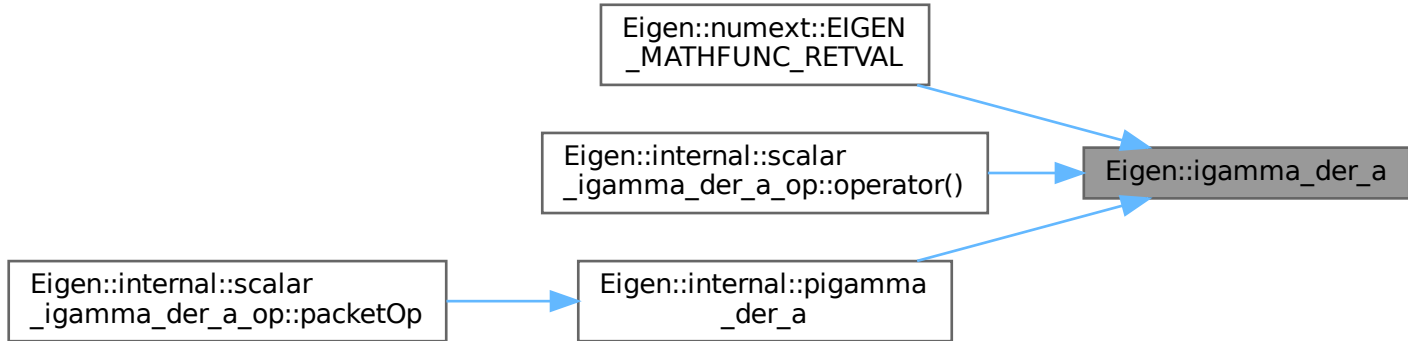 Eigen::numext::EIGEN
_MATHFUNC_RETVAL
Eigen::internal::scalar
_igamma_der_a_op::operator()
Eigen::igamma_der_a
Eigen::internal::scalar
_igamma_der_a_op::packetOp
Eigen::internal::pigamma
_der_a